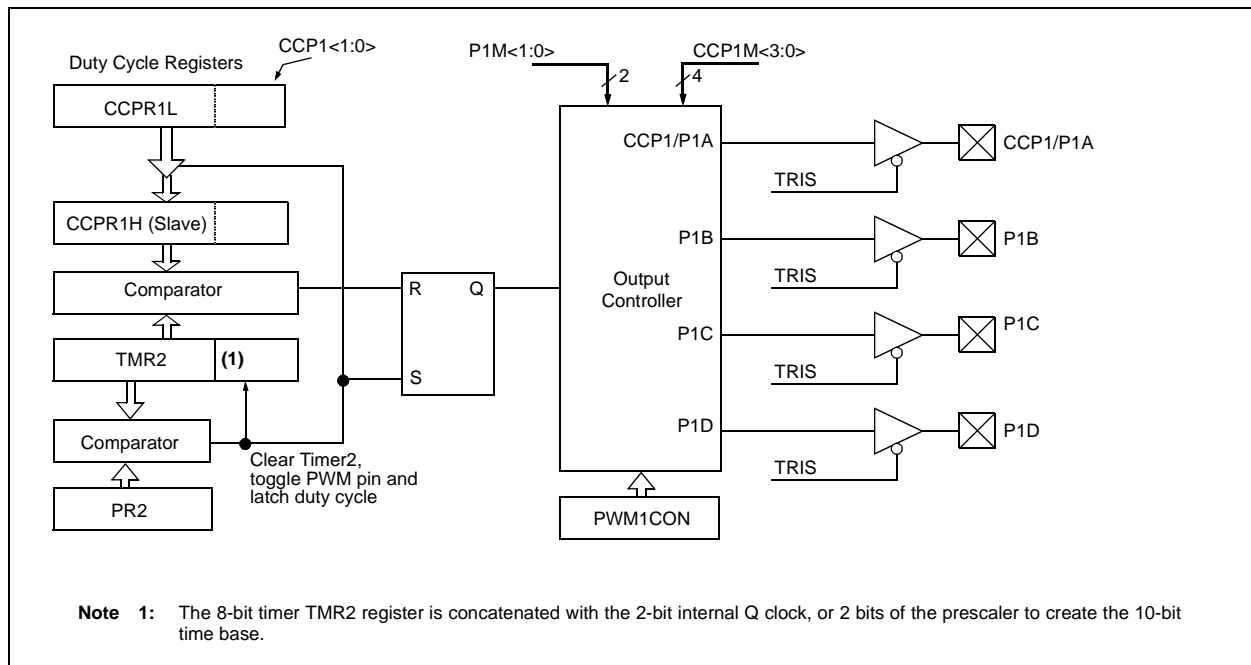 CCP1<1:0>
Duty Cycle Registers
CCPR1L
CCPR1H (Slave)
Comparator
TMR2
(1)
Comparator
PR2
Clear Timer2,
toggle PWM pin and
latch duty cycle
R
Q
S
P1M<1:0>
2
CCP1M<3:0>
4
Output
Controller
CCP1/P1A
P1B
P1C
P1D
PWM1CON
TRIS
CCP1/P1A
TRIS
P1B
TRIS
P1C
TRIS
P1D
Note 1: The 8-bit timer TMR2 register is concatenated with the 2-bit internal Q clock, or 2 bits of the prescaler to create the 10-bit
time base.